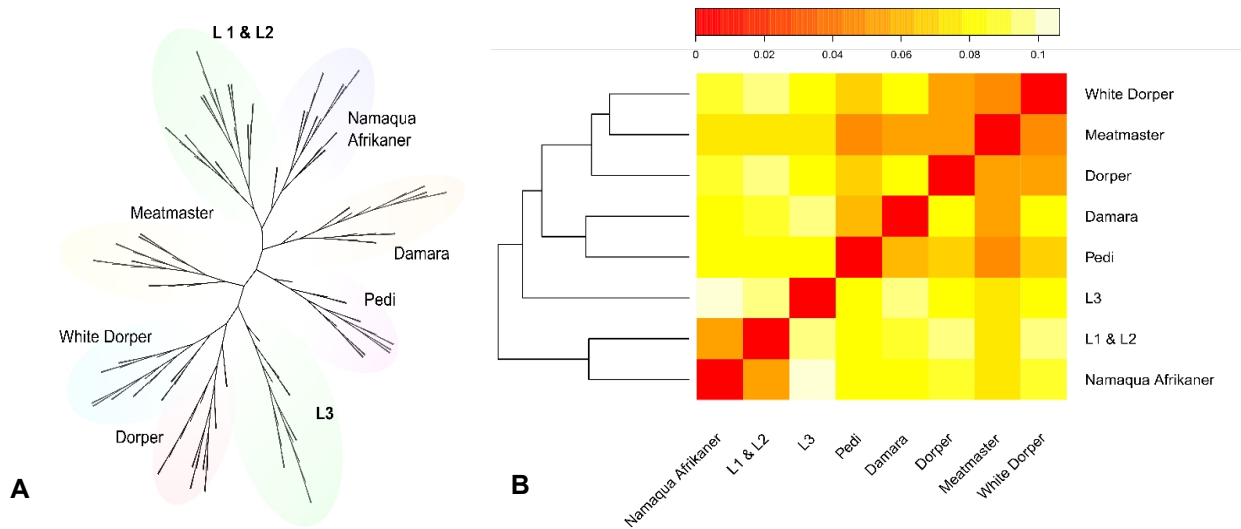 A
L 1 & L2
Namaqua
Afrikaner
Meatmaster
Damara
Pedi
White Dorper
L3
Dorper
B
0
0.02
0.04
0.06
0.08
0.1
White Dorper
Meatmaster
Dorper
Damara
Pedi
L3
L1 & L2
Namaqua Afrikaner
Namaqua Afrikaner
L1 & L2
L3
Pedi
Damara
Dorper
Meatmaster
White Dorper